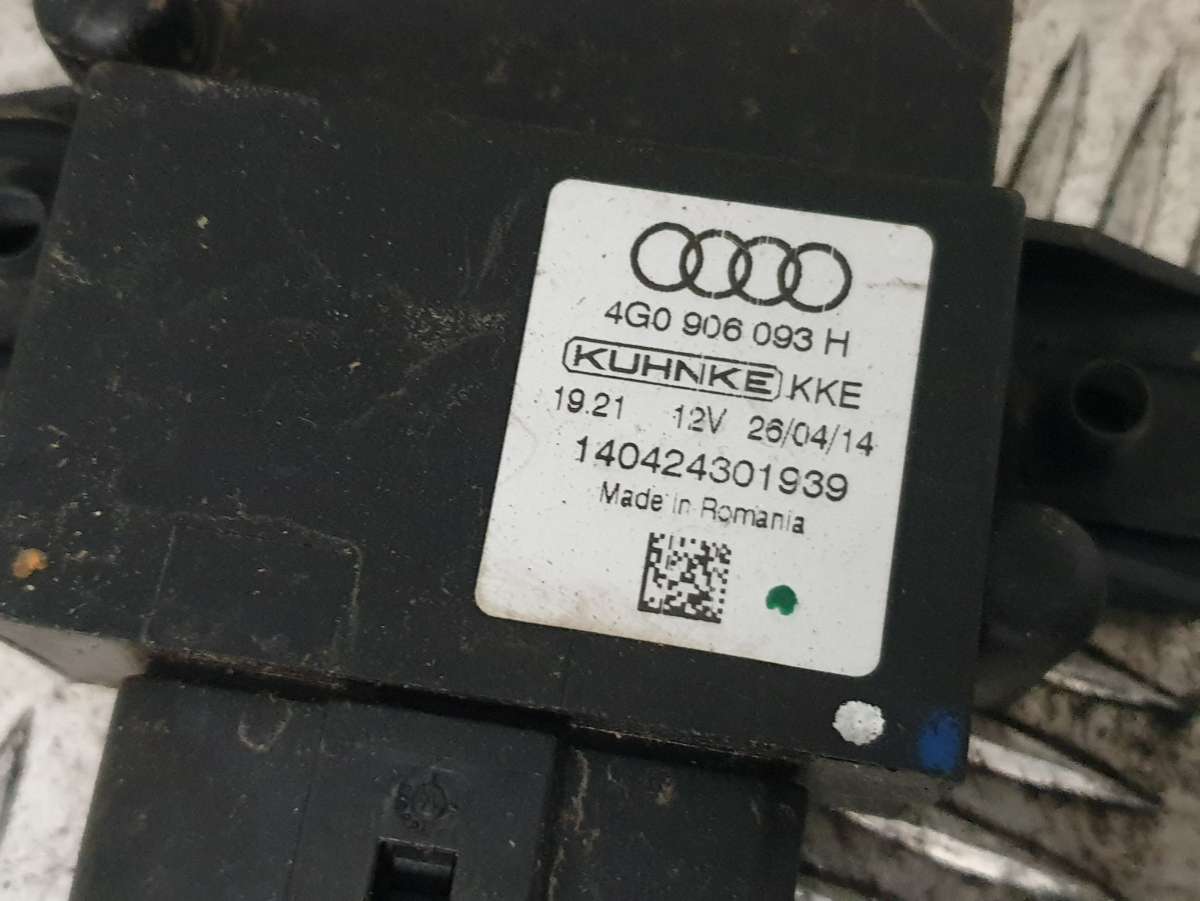 4G0 906 093 H
KUHNKE KKE
19.21 12V 26/04/14
140424301939
Made in Romania